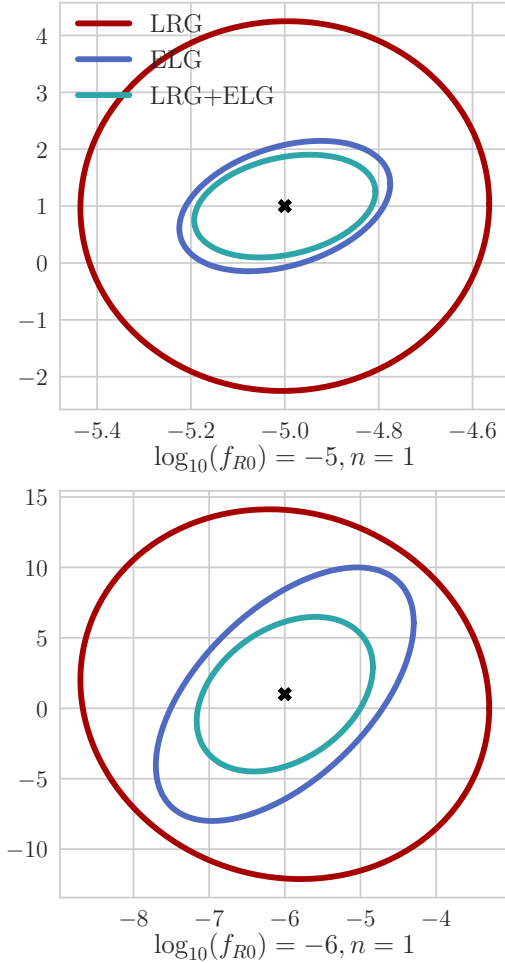 LRG
ELG
LRG+ELG
4
3
2
1
0
−1
−2
−5.4 −5.2 −5.0 −4.8 −4.6
log₁₀(f_R0) = −5, n = 1
15
10
5
0
−5
−10
−8 −7 −6 −5 −4
log₁₀(f_R0) = −6, n = 1